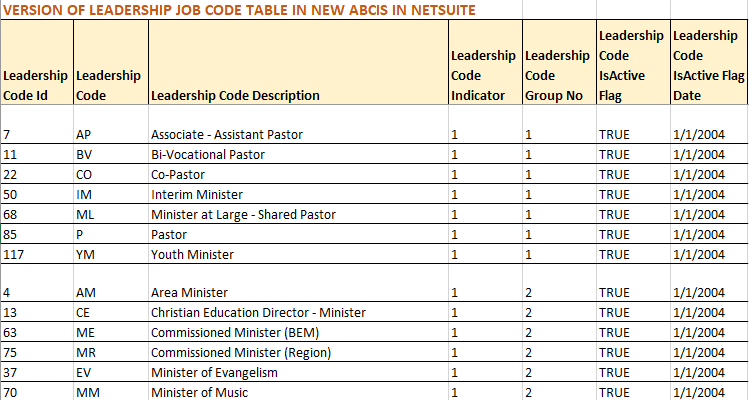 VERSION OF LEADERSHIP JOB CODE TABLE IN NEW ABCIS IN NETSUITE
Leadership Code Id Leadership Code Leadership Code Description Leadership Code Indicator Leadership Code Group No Leadership Code IsActive Flag Leadership Code IsActive Flag Date
7 AP Associate - Assistant Pastor 1 1 TRUE 1/1/2004
11 BV Bi-Vocational Pastor 1 1 TRUE 1/1/2004
22 CO Co-Pastor 1 1 TRUE 1/1/2004
50 IM Interim Minister 1 1 TRUE 1/1/2004
68 ML Minister at Large - Shared Pastor 1 1 TRUE 1/1/2004
85 P Pastor 1 1 TRUE 1/1/2004
117 YM Youth Minister 1 1 TRUE 1/1/2004
4 AM Area Minister 1 2 TRUE 1/1/2004
13 CE Christian Education Director - Minister 1 2 TRUE 1/1/2004
63 ME Commissioned Minister (BEM) 1 2 TRUE 1/1/2004
75 MR Commissioned Minister (Region) 1 2 TRUE 1/1/2004
37 EV Minister of Evangelism 1 2 TRUE 1/1/2004
70 MM Minister of Music 1 2 TRUE 1/1/2004